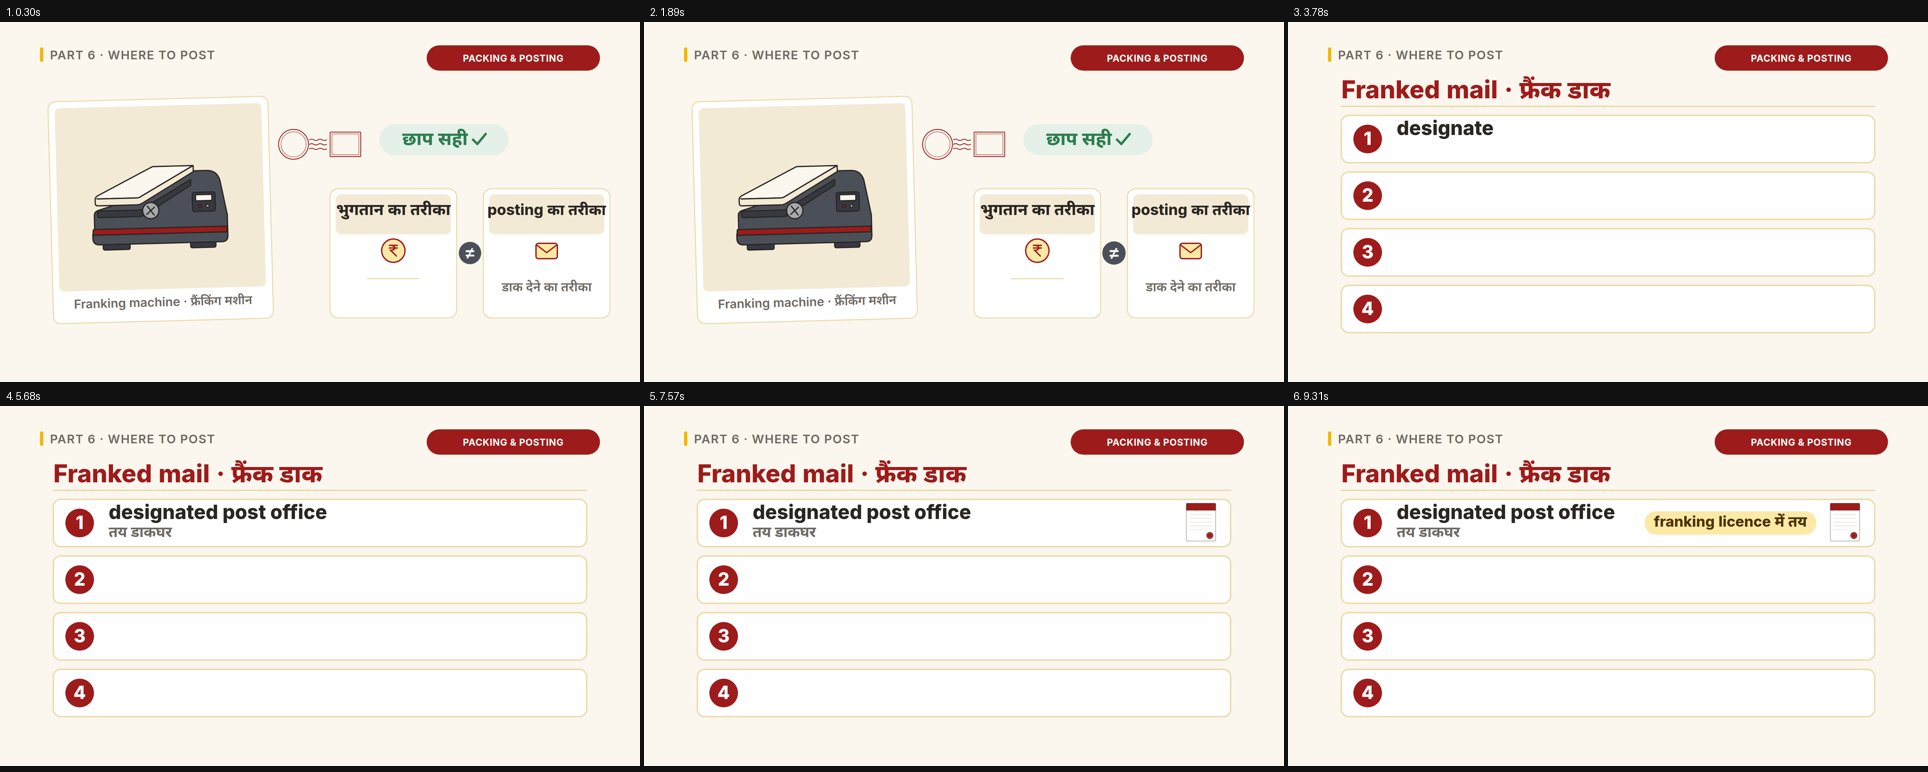 1. 0.30s
PART 6 · WHERE TO POST
PACKING & POSTING
छाप सही ✓
भुगतान का तरीका
posting का तरीका
₹
≠
डाक देने का तरीका
Franking machine · फ्रैंकिंग मशीन
2. 1.89s
PART 6 · WHERE TO POST
PACKING & POSTING
छाप सही ✓
भुगतान का तरीका
posting का तरीका
₹
≠
डाक देने का तरीका
Franking machine · फ्रैंकिंग मशीन
3. 3.78s
PART 6 · WHERE TO POST
PACKING & POSTING
Franked mail · फ्रैंक डाक
1 designate
2
3
4
4. 5.68s
PART 6 · WHERE TO POST
PACKING & POSTING
Franked mail · फ्रैंक डाक
1 designated post office
तय डाकघर
2
3
4
5. 7.57s
PART 6 · WHERE TO POST
PACKING & POSTING
Franked mail · फ्रैंक डाक
1 designated post office
तय डाकघर
2
3
4
6. 9.31s
PART 6 · WHERE TO POST
PACKING & POSTING
Franked mail · फ्रैंक डाक
1 designated post office
तय डाकघर
franking licence में तय
2
3
4